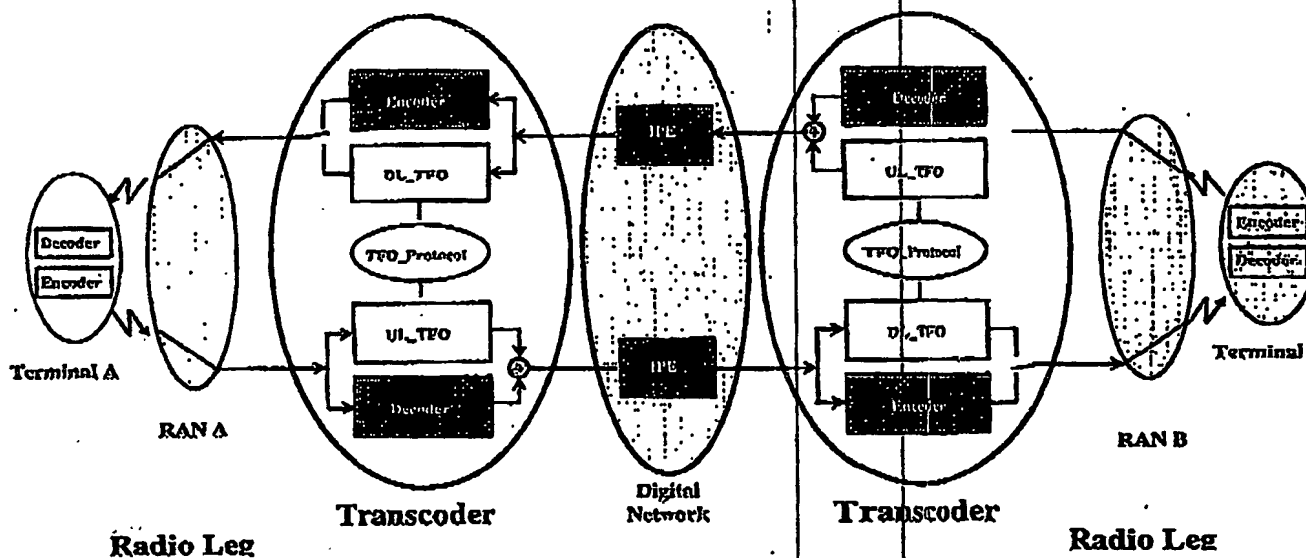 Encoder
Decoder
IPE
DL_TFO
UL_TFO
Decoder
Encoder
TFO_Protocol
TFO_Protocol
Encoder
Decoder
UL_TFO
DL_TFO
IPE
Decoder
Encoder
Terminal A
Terminal
RAN A
RAN B
Digital
Network
Transcoder
Transcoder
Radio Leg
Radio Leg